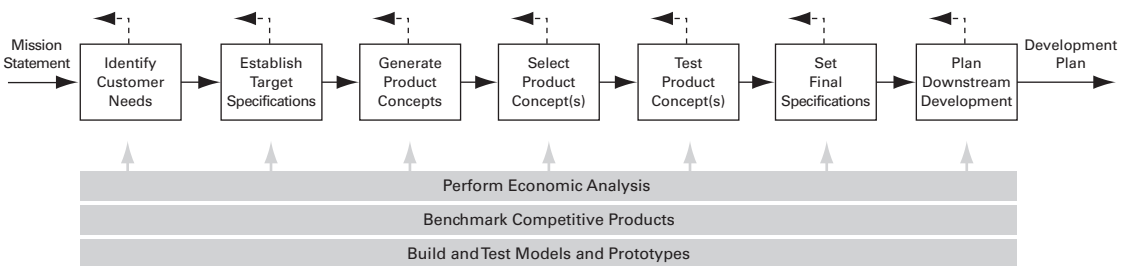 Mission
Statement
Identify
Customer
Needs
Establish
Target
Specifications
Generate
Product
Concepts
Select
Product
Concept(s)
Test
Product
Concept(s)
Set
Final
Specifications
Plan
Downstream
Development
Development
Plan
Perform Economic Analysis
Benchmark Competitive Products
Build and Test Models and Prototypes